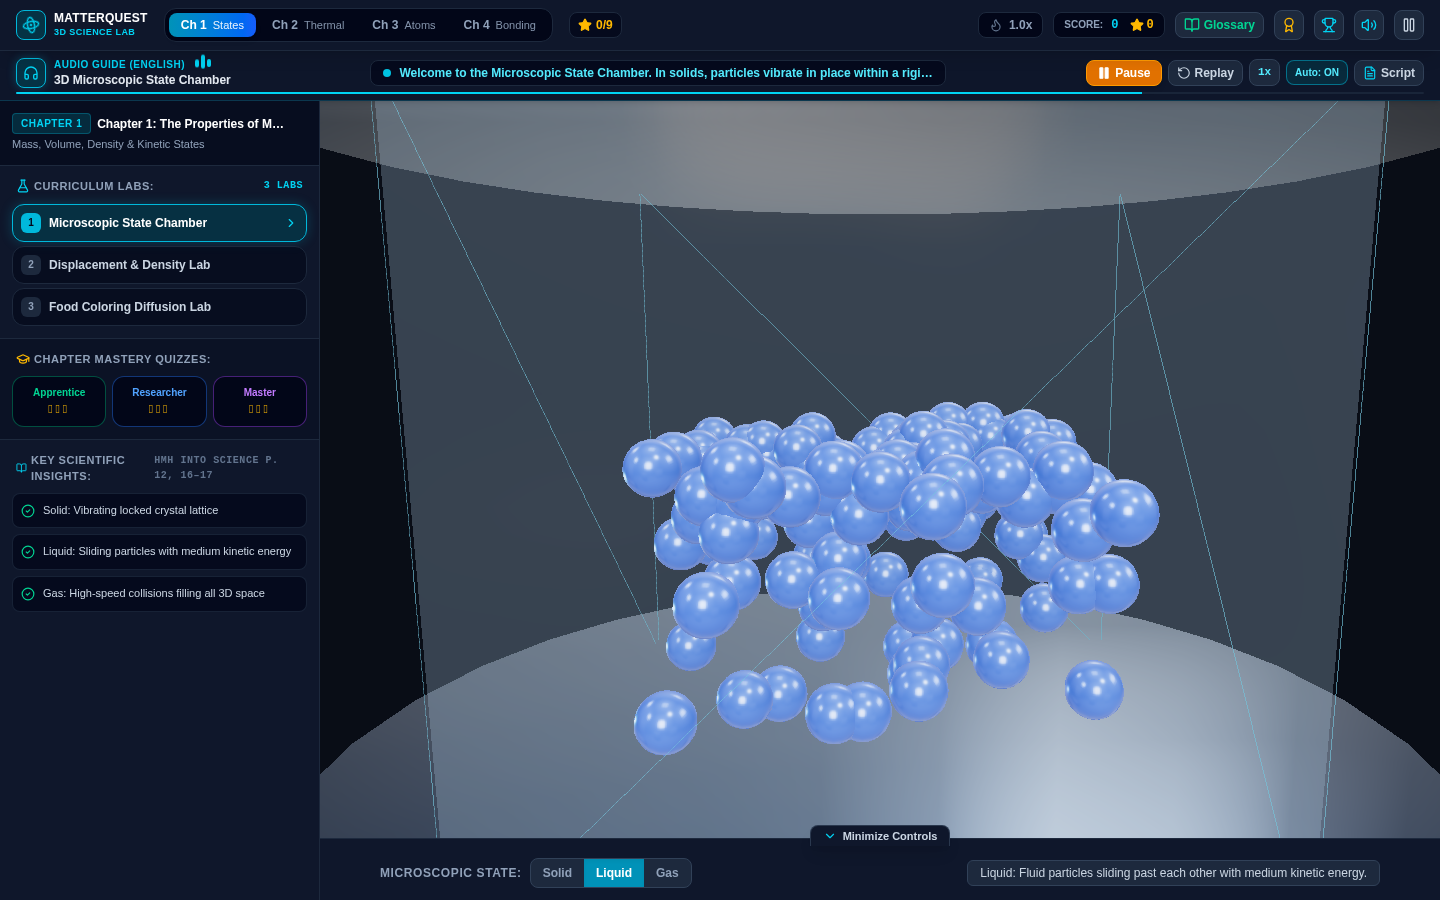 MATTERQUEST
3D SCIENCE LAB
Ch 1 States
Ch 2 Thermal
Ch 3 Atoms
Ch 4 Bonding
0/9
1.0x
SCORE: 0 0
Glossary
AUDIO GUIDE (ENGLISH)
3D Microscopic State Chamber
Welcome to the Microscopic State Chamber. In solids, particles vibrate in place within a rigi…
Pause
Replay
1x
Auto: ON
Script
CHAPTER 1
Chapter 1: The Properties of M…
Mass, Volume, Density & Kinetic States
CURRICULUM LABS:
3 LABS
1 Microscopic State Chamber
2 Displacement & Density Lab
3 Food Coloring Diffusion Lab
CHAPTER MASTERY QUIZZES:
Apprentice
Researcher
Master
KEY SCIENTIFIC
INSIGHTS:
HMH INTO SCIENCE P.
12, 16–17
Solid: Vibrating locked crystal lattice
Liquid: Sliding particles with medium kinetic energy
Gas: High-speed collisions filling all 3D space
Minimize Controls
MICROSCOPIC STATE:
Solid
Liquid
Gas
Liquid: Fluid particles sliding past each other with medium kinetic energy.